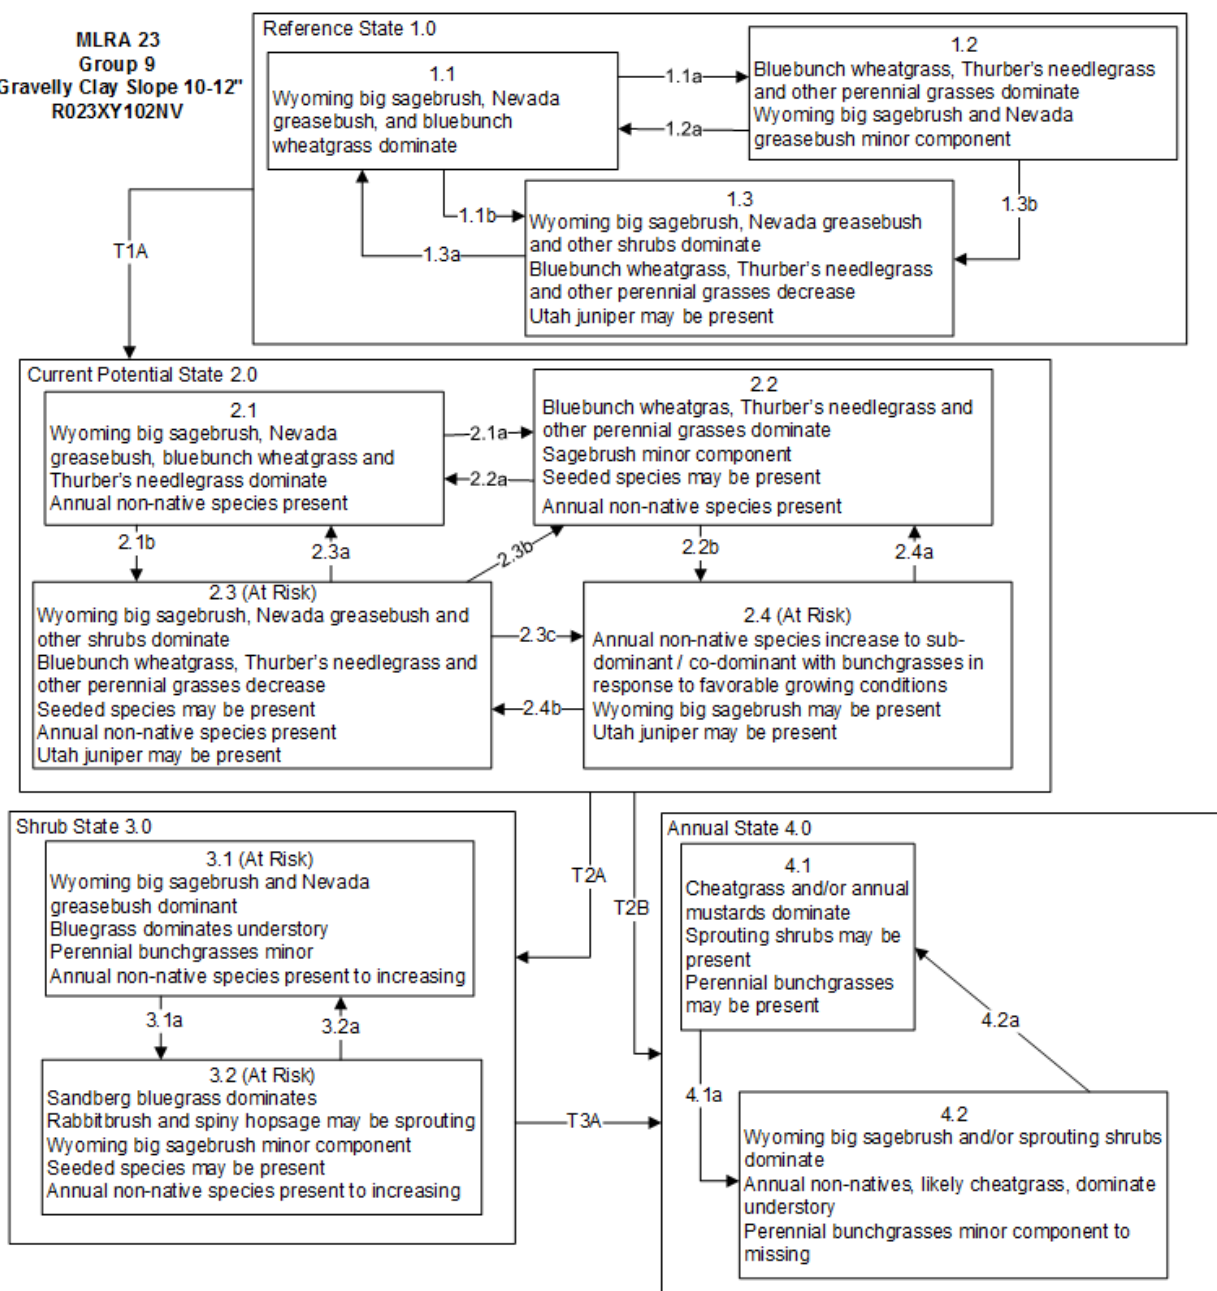 MLRA 23
Group 9
Gravelly Clay Slope 10-12"
R023XY102NV
Reference State 1.0
1.1
Wyoming big sagebrush, Nevada
greasebush, and bluebunch
wheatgrass dominate
1.1a
1.2a
1.2
Bluebunch wheatgrass, Thurber's needlegrass
and other perennial grasses dominate
Wyoming big sagebrush and Nevada
greasebush minor component
1.1b
1.3a
1.3b
1.3
Wyoming big sagebrush, Nevada greasebush
and other shrubs dominate
Bluebunch wheatgrass, Thurber's needlegrass
and other perennial grasses decrease
Utah juniper may be present
T1A
Current Potential State 2.0
2.1
Wyoming big sagebrush, Nevada
greasebush, bluebunch wheatgrass and
Thurber's needlegrass dominate
Annual non-native species present
2.1a
2.2a
2.2
Bluebunch wheatgras, Thurber's needlegrass and
other perennial grasses dominate
Sagebrush minor component
Seeded species may be present
Annual non-native species present
2.1b
2.3a
2.3b
2.2b
2.4a
2.3 (At Risk)
Wyoming big sagebrush, Nevada greasebush and
other shrubs dominate
Bluebunch wheatgrass, Thurber's needlegrass and
other perennial grasses decrease
Seeded species may be present
Annual non-native species present
Utah juniper may be present
2.3c
2.4b
2.4 (At Risk)
Annual non-native species increase to sub-
dominant / co-dominant with bunchgrasses in
response to favorable growing conditions
Wyoming big sagebrush may be present
Utah juniper may be present
T2A
T2B
Shrub State 3.0
3.1 (At Risk)
Wyoming big sagebrush and Nevada
greasebush dominant
Bluegrass dominates understory
Perennial bunchgrasses minor
Annual non-native species present to increasing
3.1a
3.2a
3.2 (At Risk)
Sandberg bluegrass dominates
Rabbitbrush and spiny hopsage may be sprouting
Wyoming big sagebrush minor component
Seeded species may be present
Annual non-native species present to increasing
T3A
Annual State 4.0
4.1
Cheatgrass and/or annual
mustards dominate
Sprouting shrubs may be
present
Perennial bunchgrasses
may be present
4.2a
4.1a
4.2
Wyoming big sagebrush and/or sprouting shrubs
dominate
Annual non-natives, likely cheatgrass, dominate
understory
Perennial bunchgrasses minor component to
missing